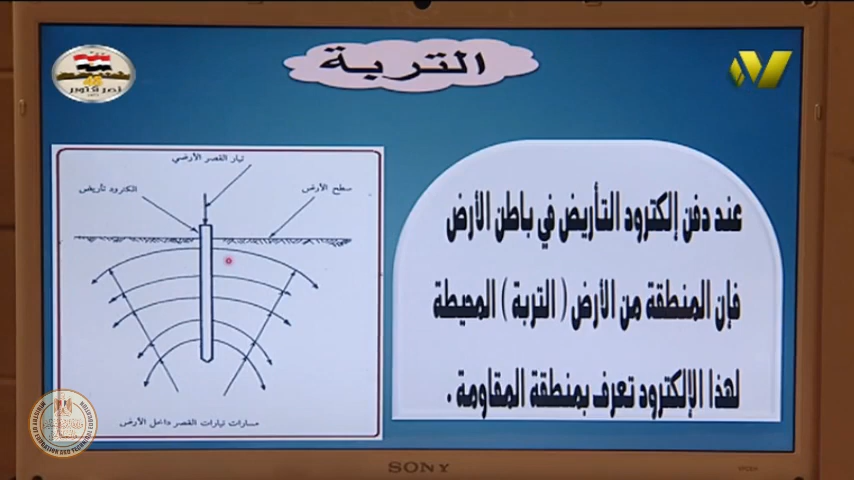 التربة
تيار القصر الأرضي
الكترود تأريض
سطح الأرض
مسارات تيارات القصر داخل الأرض
عند دفن إلكترود التأريض في باطن الأرض
فإن المنطقة من الأرض ( التربة ) المحيطة
لهذا الإلكترود تعرف بمنطقة المقاومة .
SONY